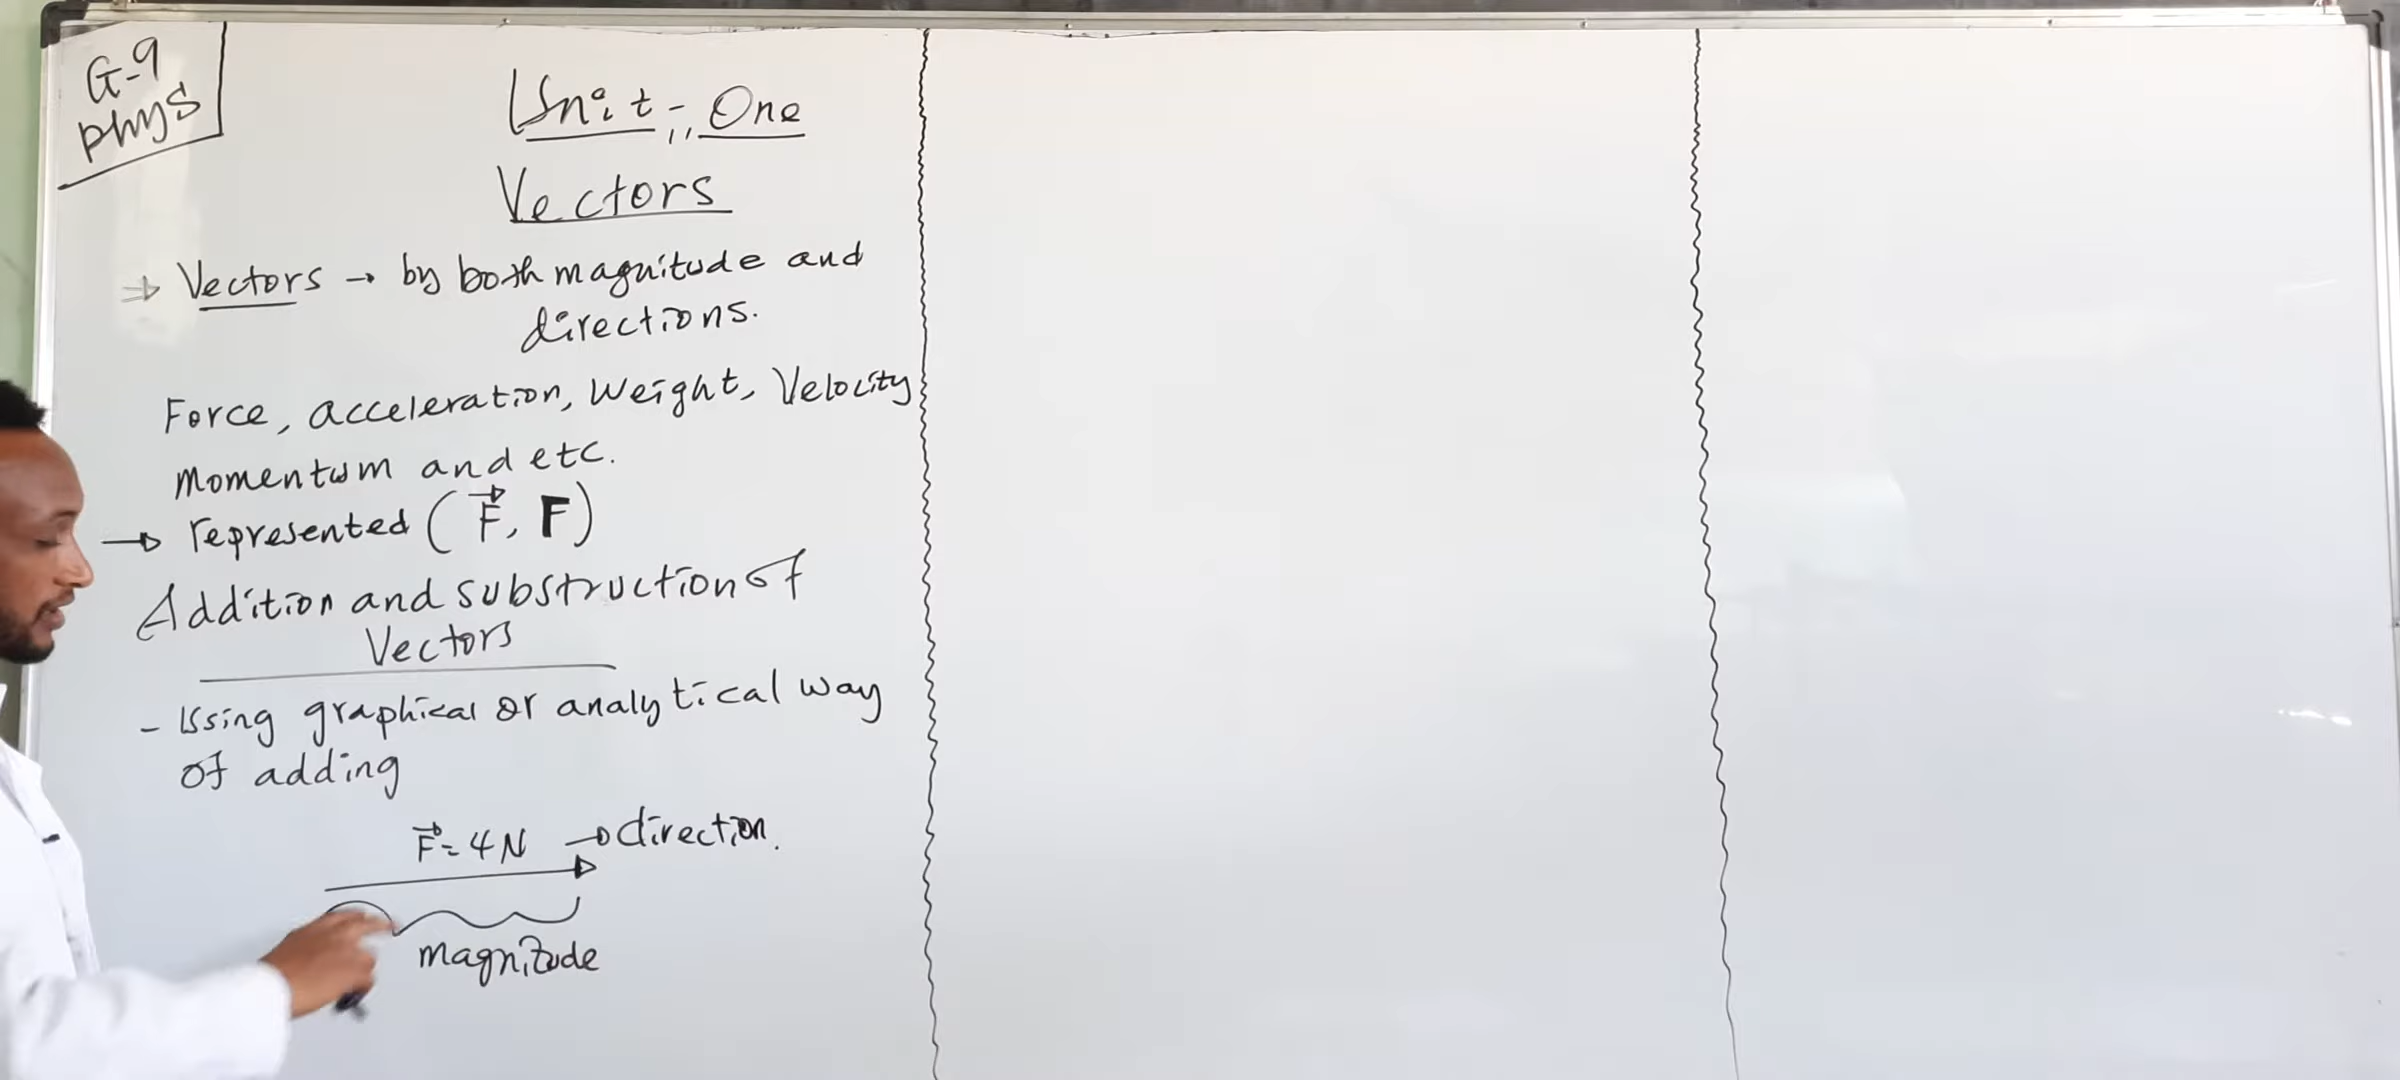 G-9
phys
Unit:- One
Vectors
⇒ Vectors → by both magnitude and
directions.
Force, acceleration, Weight, Velocity
Momentum and etc.
→ represented (F⃗, F)
Addition and substruction of
Vectors
- Using graphical or analytical way
of adding
F⃗ = 4N → direction.
magnitude